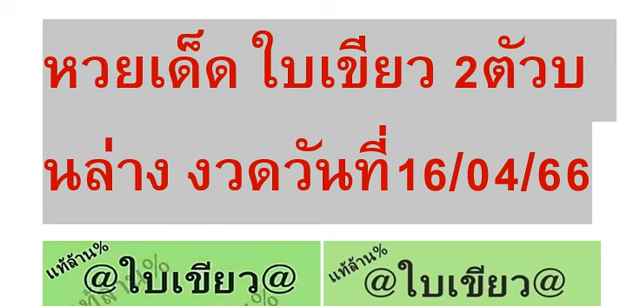 หวยเด็ด ใบเขียว 2ตัวบ
นล่าง งวดวันที่16/04/66
แท้ล้าน%
@ใบเขียว@
แท้ล้าน%
@ใบเขียว@